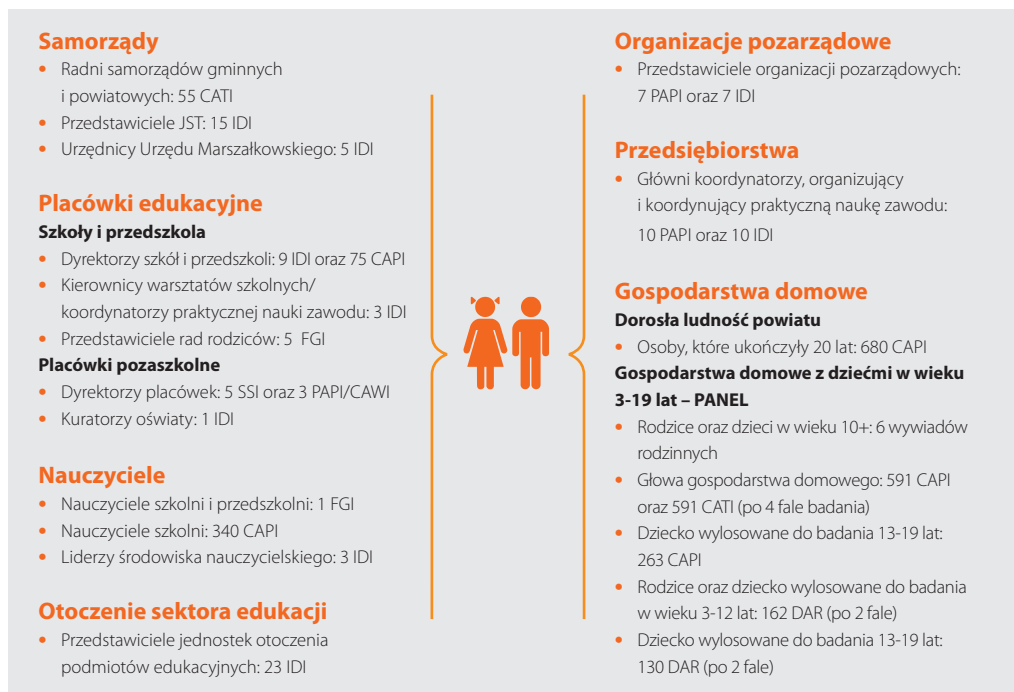 Samorządy
• Radni samorządów gminnych
i powiatowych: 55 CATI
• Przedstawiciele JST: 15 IDI
• Urzędnicy Urzędu Marszałkowskiego: 5 IDI
Placówki edukacyjne
Szkoły i przedszkola
• Dyrektorzy szkół i przedszkoli: 9 IDI oraz 75 CAPI
• Kierownicy warsztatów szkolnych/
koordynatorzy praktycznej nauki zawodu: 3 IDI
• Przedstawiciele rad rodziców: 5 FGI
Placówki pozaszkolne
• Dyrektorzy placówek: 5 SSI oraz 3 PAPI/CAWI
• Kuratorzy oświaty: 1 IDI
Nauczyciele
• Nauczyciele szkolni i przedszkolni: 1 FGI
• Nauczyciele szkolni: 340 CAPI
• Liderzy środowiska nauczycielskiego: 3 IDI
Otoczenie sektora edukacji
• Przedstawiciele jednostek otoczenia
podmiotów edukacyjnych: 23 IDI
Organizacje pozarządowe
• Przedstawiciele organizacji pozarządowych:
7 PAPI oraz 7 IDI
Przedsiębiorstwa
• Główni koordynatorzy, organizujący
i koordynujący praktyczną naukę zawodu:
10 PAPI oraz 10 IDI
Gospodarstwa domowe
Dorosła ludność powiatu
• Osoby, które ukończyły 20 lat: 680 CAPI
Gospodarstwa domowe z dziećmi w wieku
3-19 lat – PANEL
• Rodzice oraz dzieci w wieku 10+: 6 wywiadów
rodzinnych
• Głowa gospodarstwa domowego: 591 CAPI
oraz 591 CATI (po 4 fale badania)
• Dziecko wylosowane do badania 13-19 lat:
263 CAPI
• Rodzice oraz dziecko wylosowane do badania
w wieku 3-12 lat: 162 DAR (po 2 fale)
• Dziecko wylosowane do badania 13-19 lat:
130 DAR (po 2 fale)